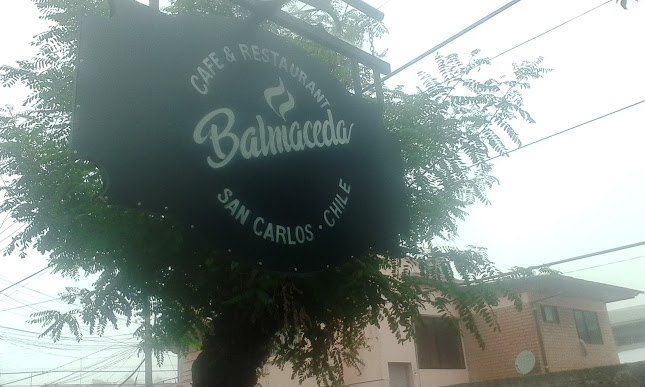 CAFE & RESTAURANT
Balmaceda
SAN CARLOS · CHILE